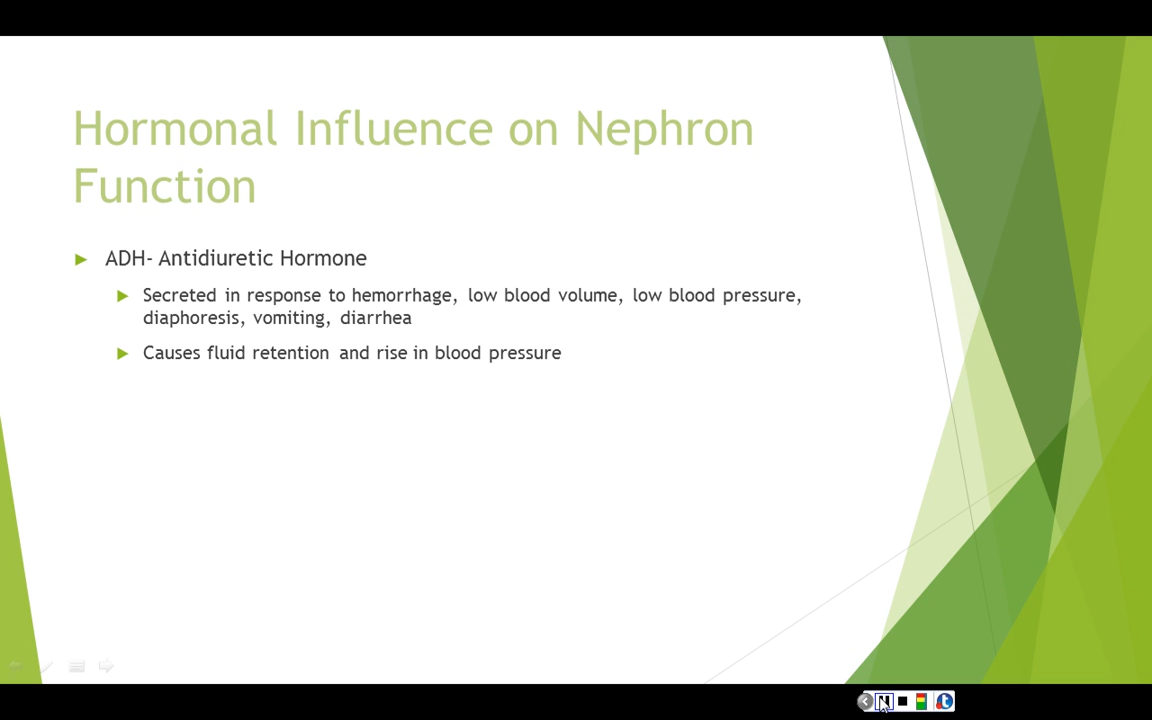 Hormonal Influence on Nephron
Function
ADH- Antidiuretic Hormone
Secreted in response to hemorrhage, low blood volume, low blood pressure,
diaphoresis, vomiting, diarrhea
Causes fluid retention and rise in blood pressure